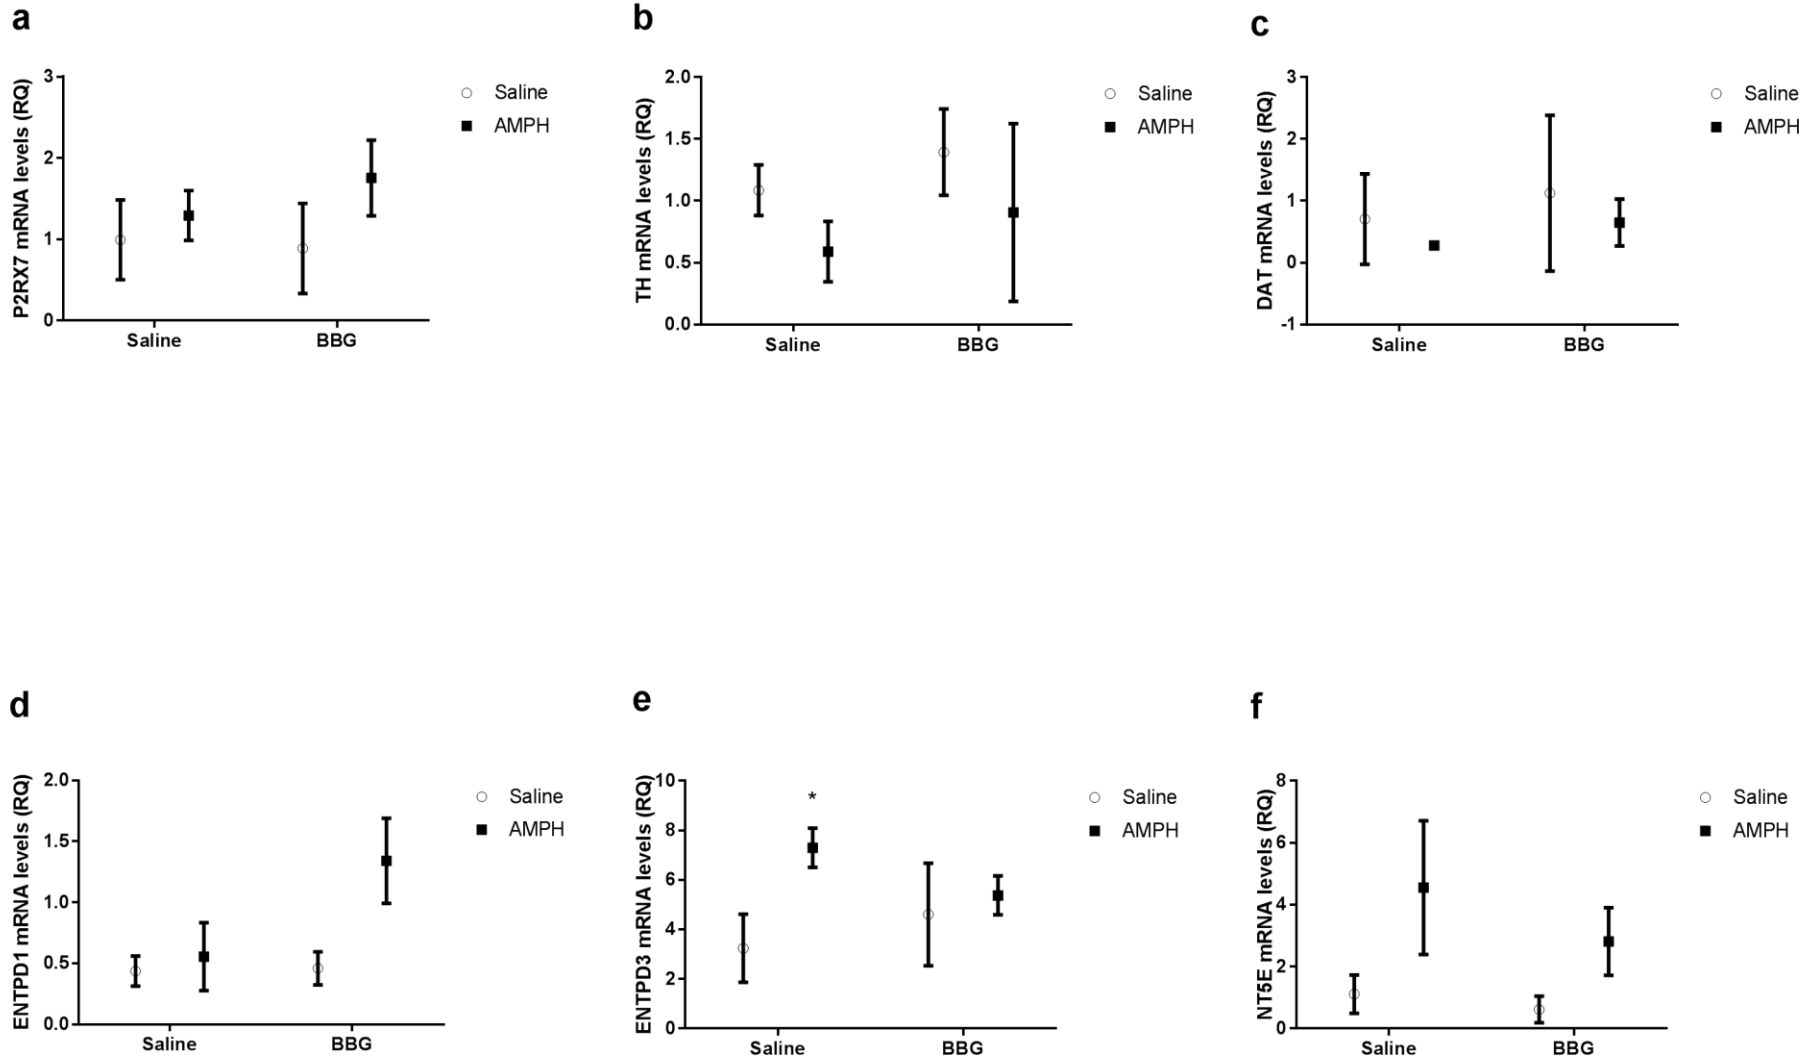 a
P2RX7 mRNA levels (RQ)
3
2
1
0
Saline
BBG
Saline
AMPH
b
TH mRNA levels (RQ)
2.0
1.5
1.0
0.5
0.0
Saline
BBG
Saline
AMPH
c
DAT mRNA levels (RQ)
3
2
1
0
-1
Saline
BBG
Saline
AMPH
d
ENTPD1 mRNA levels (RQ)
2.0
1.5
1.0
0.5
0.0
Saline
BBG
Saline
AMPH
e
ENTPD3 mRNA levels (RQ)
10
8
6
4
2
0
*
Saline
BBG
Saline
AMPH
f
NT5E mRNA levels (RQ)
8
6
4
2
0
Saline
BBG
Saline
AMPH